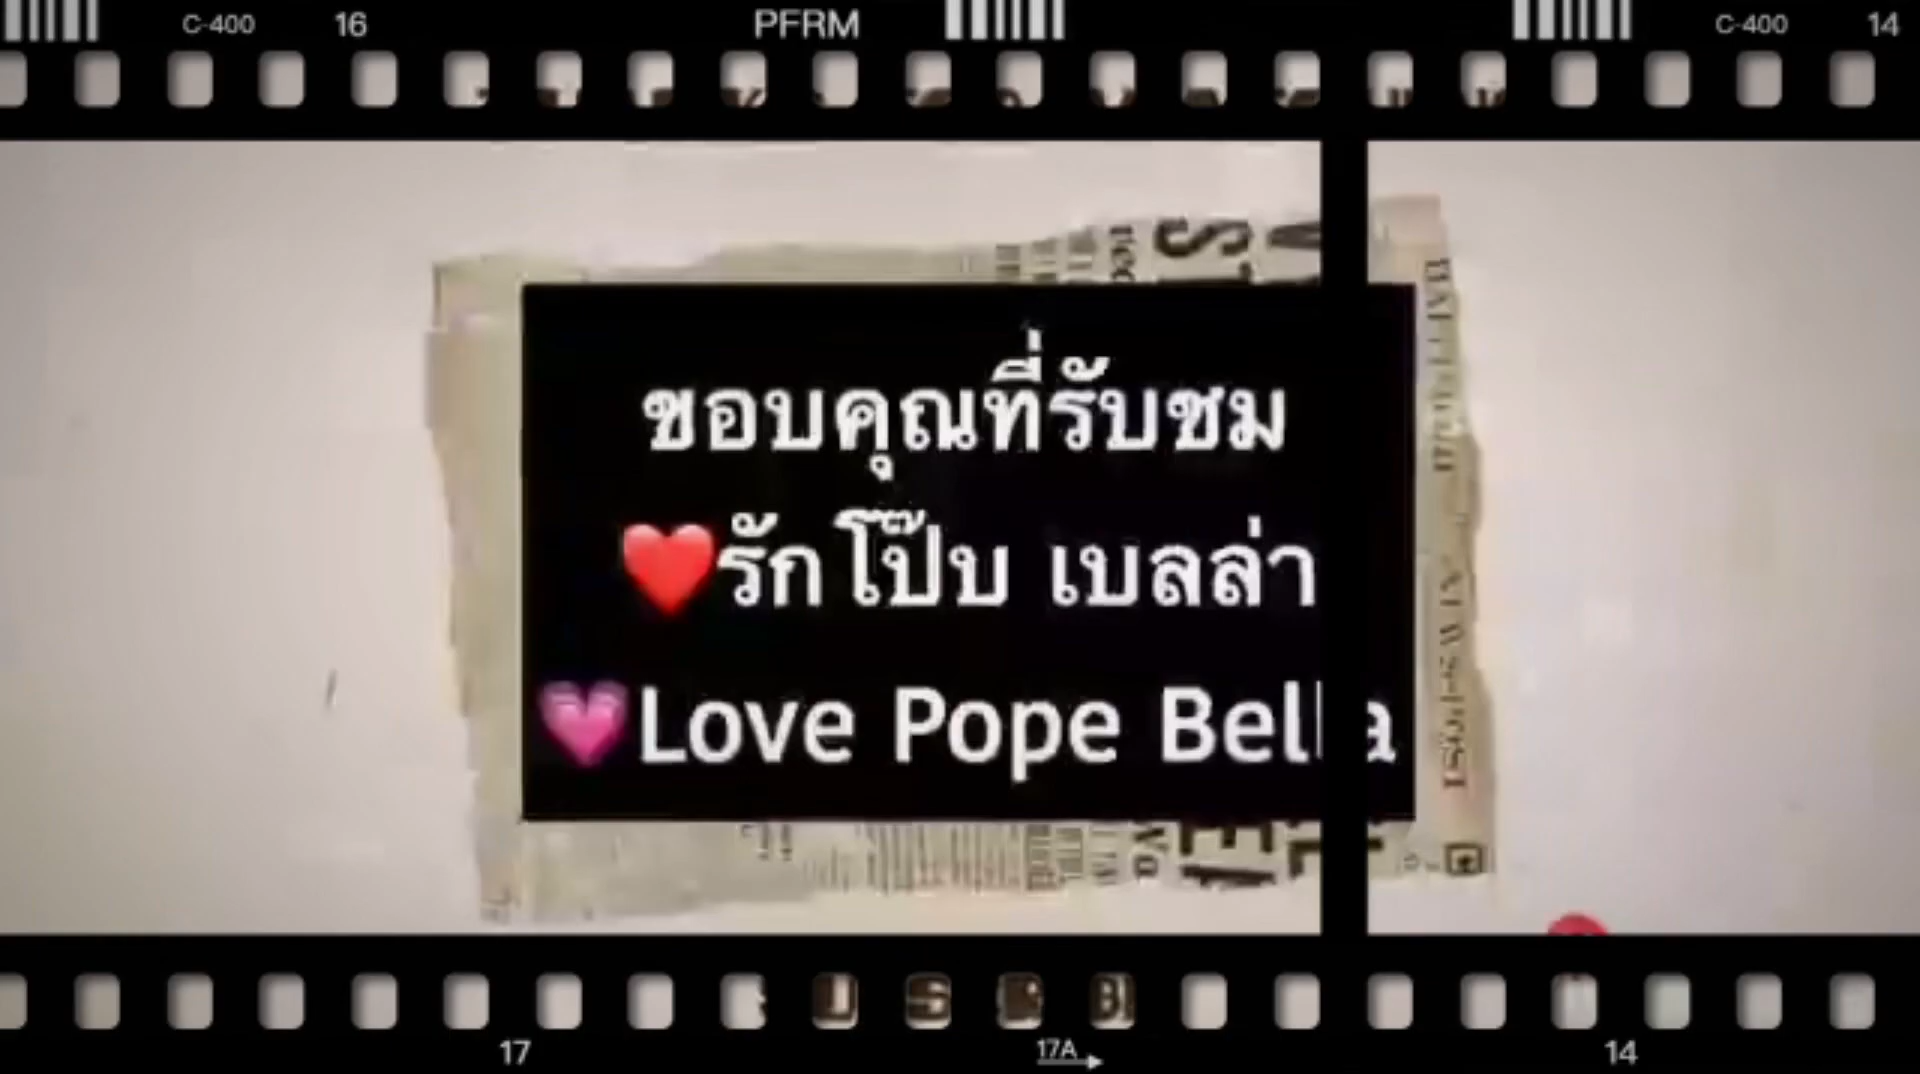 C-400 16 PFRM C-400 14
ขอบคุณที่รับชม
❤️รักโป๊บ เบลล่า
💗Love Pope Bella
17 17A 14